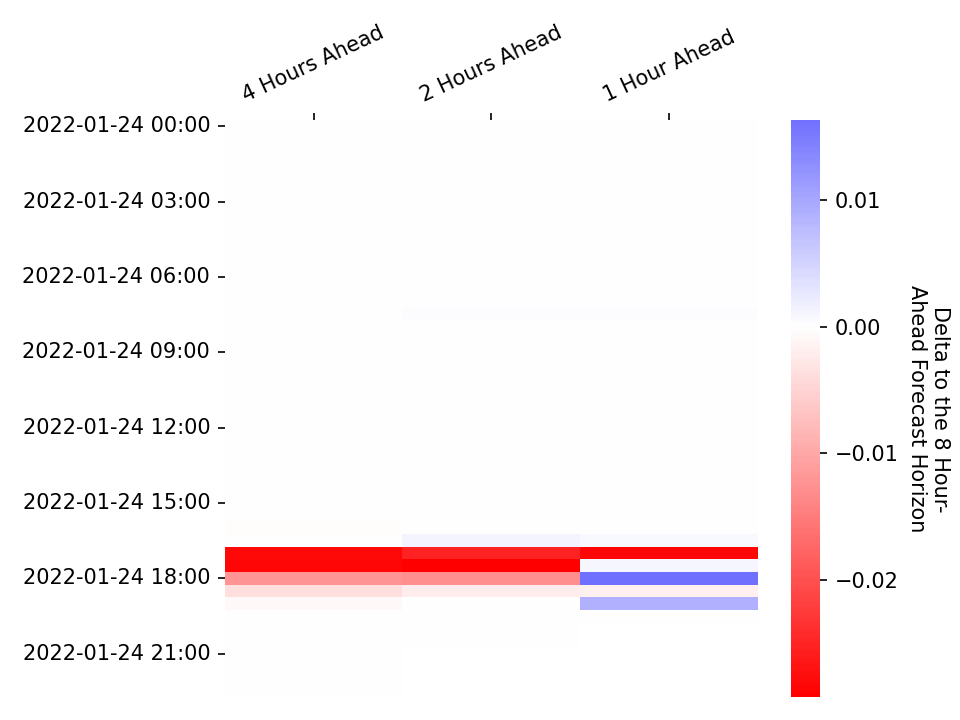 4 Hours Ahead
2 Hours Ahead
1 Hour Ahead
2022-01-24 00:00
2022-01-24 03:00
2022-01-24 06:00
2022-01-24 09:00
2022-01-24 12:00
2022-01-24 15:00
2022-01-24 18:00
2022-01-24 21:00
0.01
0.00
−0.01
−0.02
Delta to the 8 Hour-
Ahead Forecast Horizon